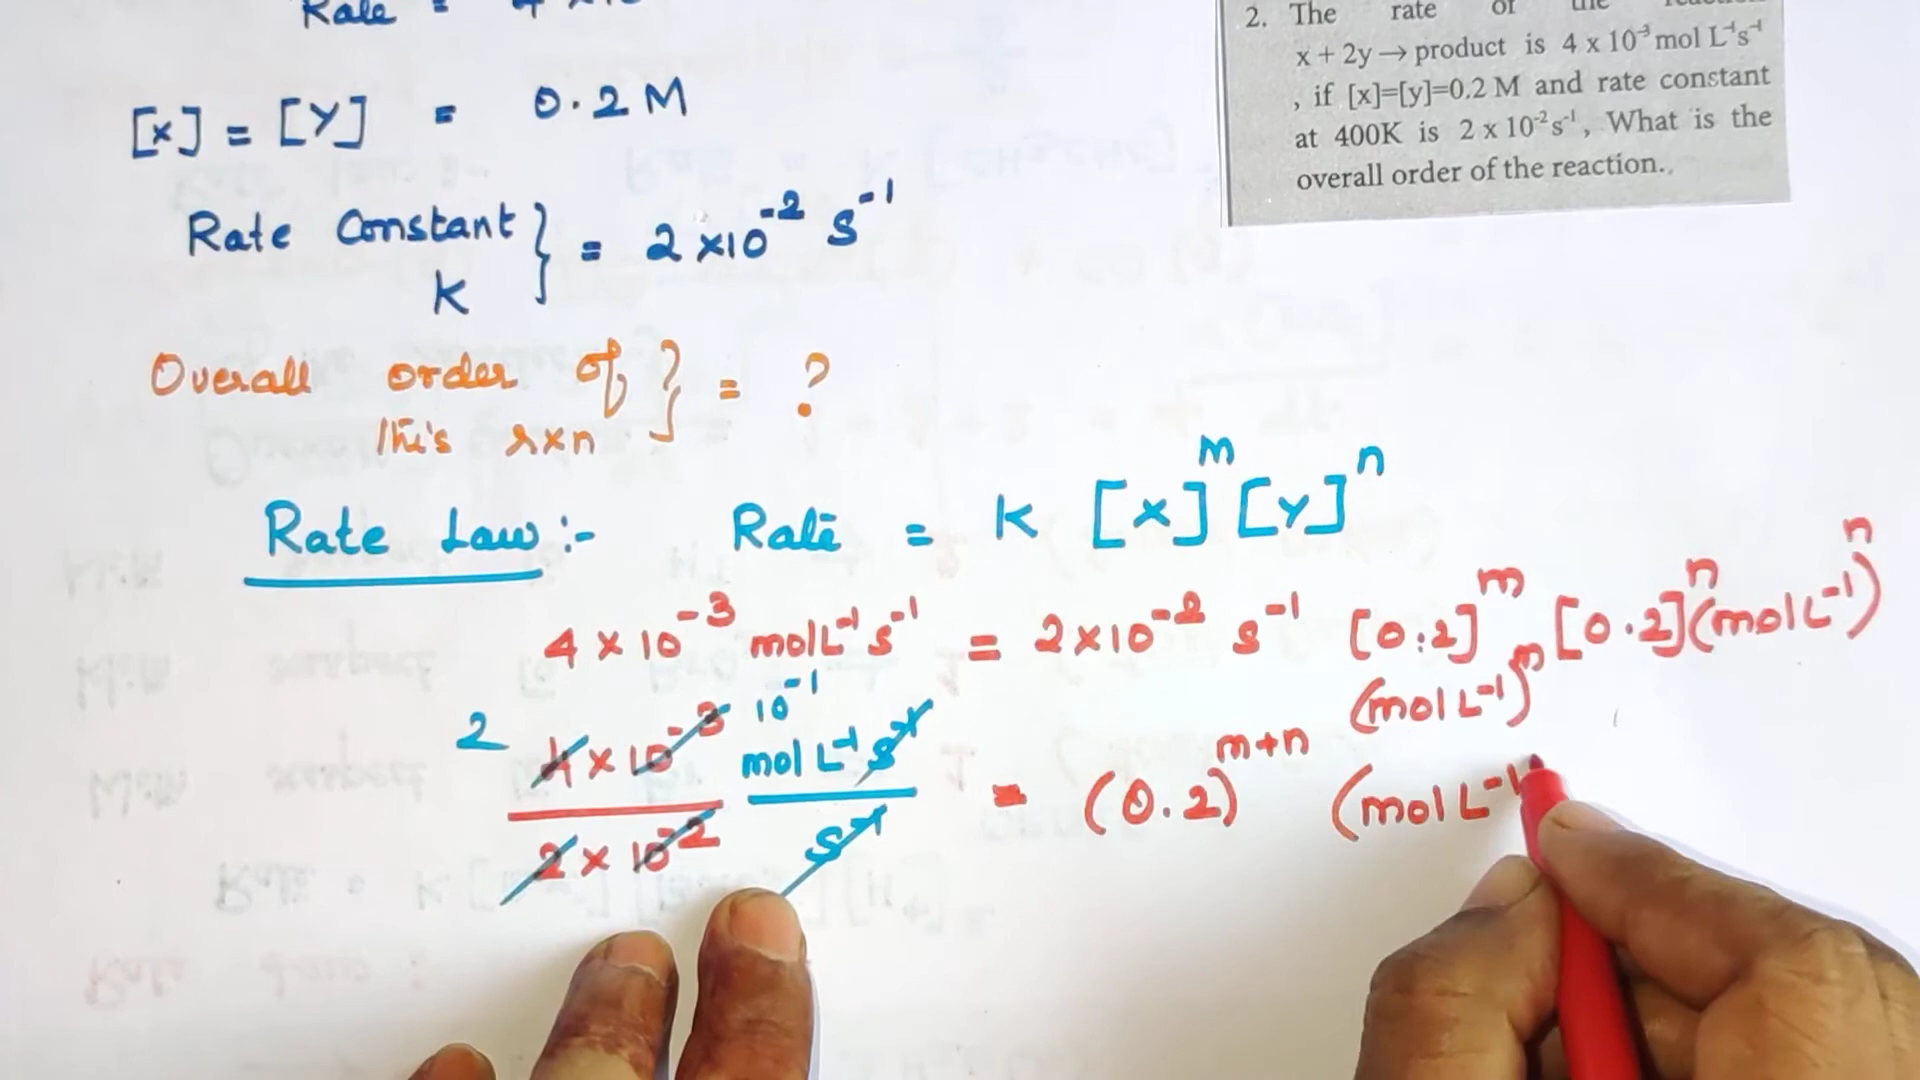 Rate = 4 × 10
[x] = [Y] = 0.2 M
Rate Constant k } = 2 ×10⁻² s⁻¹
Overall order of this rxn } = ?
Rate Law :- Rate = K [x]ᵐ [Y]ⁿ
4 × 10⁻³ mol L⁻¹ s⁻¹ = 2×10⁻² s⁻¹ [0.2]ᵐ [0.2]ⁿ (mol L⁻¹)ⁿ
(mol L⁻¹)ᵐ
2 4 × 10⁻³ 10⁻¹ mol L⁻¹ s⁻¹
= (0.2)ᵐ⁺ⁿ (mol L⁻¹
2 × 10⁻² s⁻¹
2. The rate of the
x + 2y → product is 4 x 10⁻³ mol L⁻¹s⁻¹
, if [x]=[y]=0.2 M and rate constant
at 400K is 2 x 10⁻² s⁻¹, What is the
overall order of the reaction.